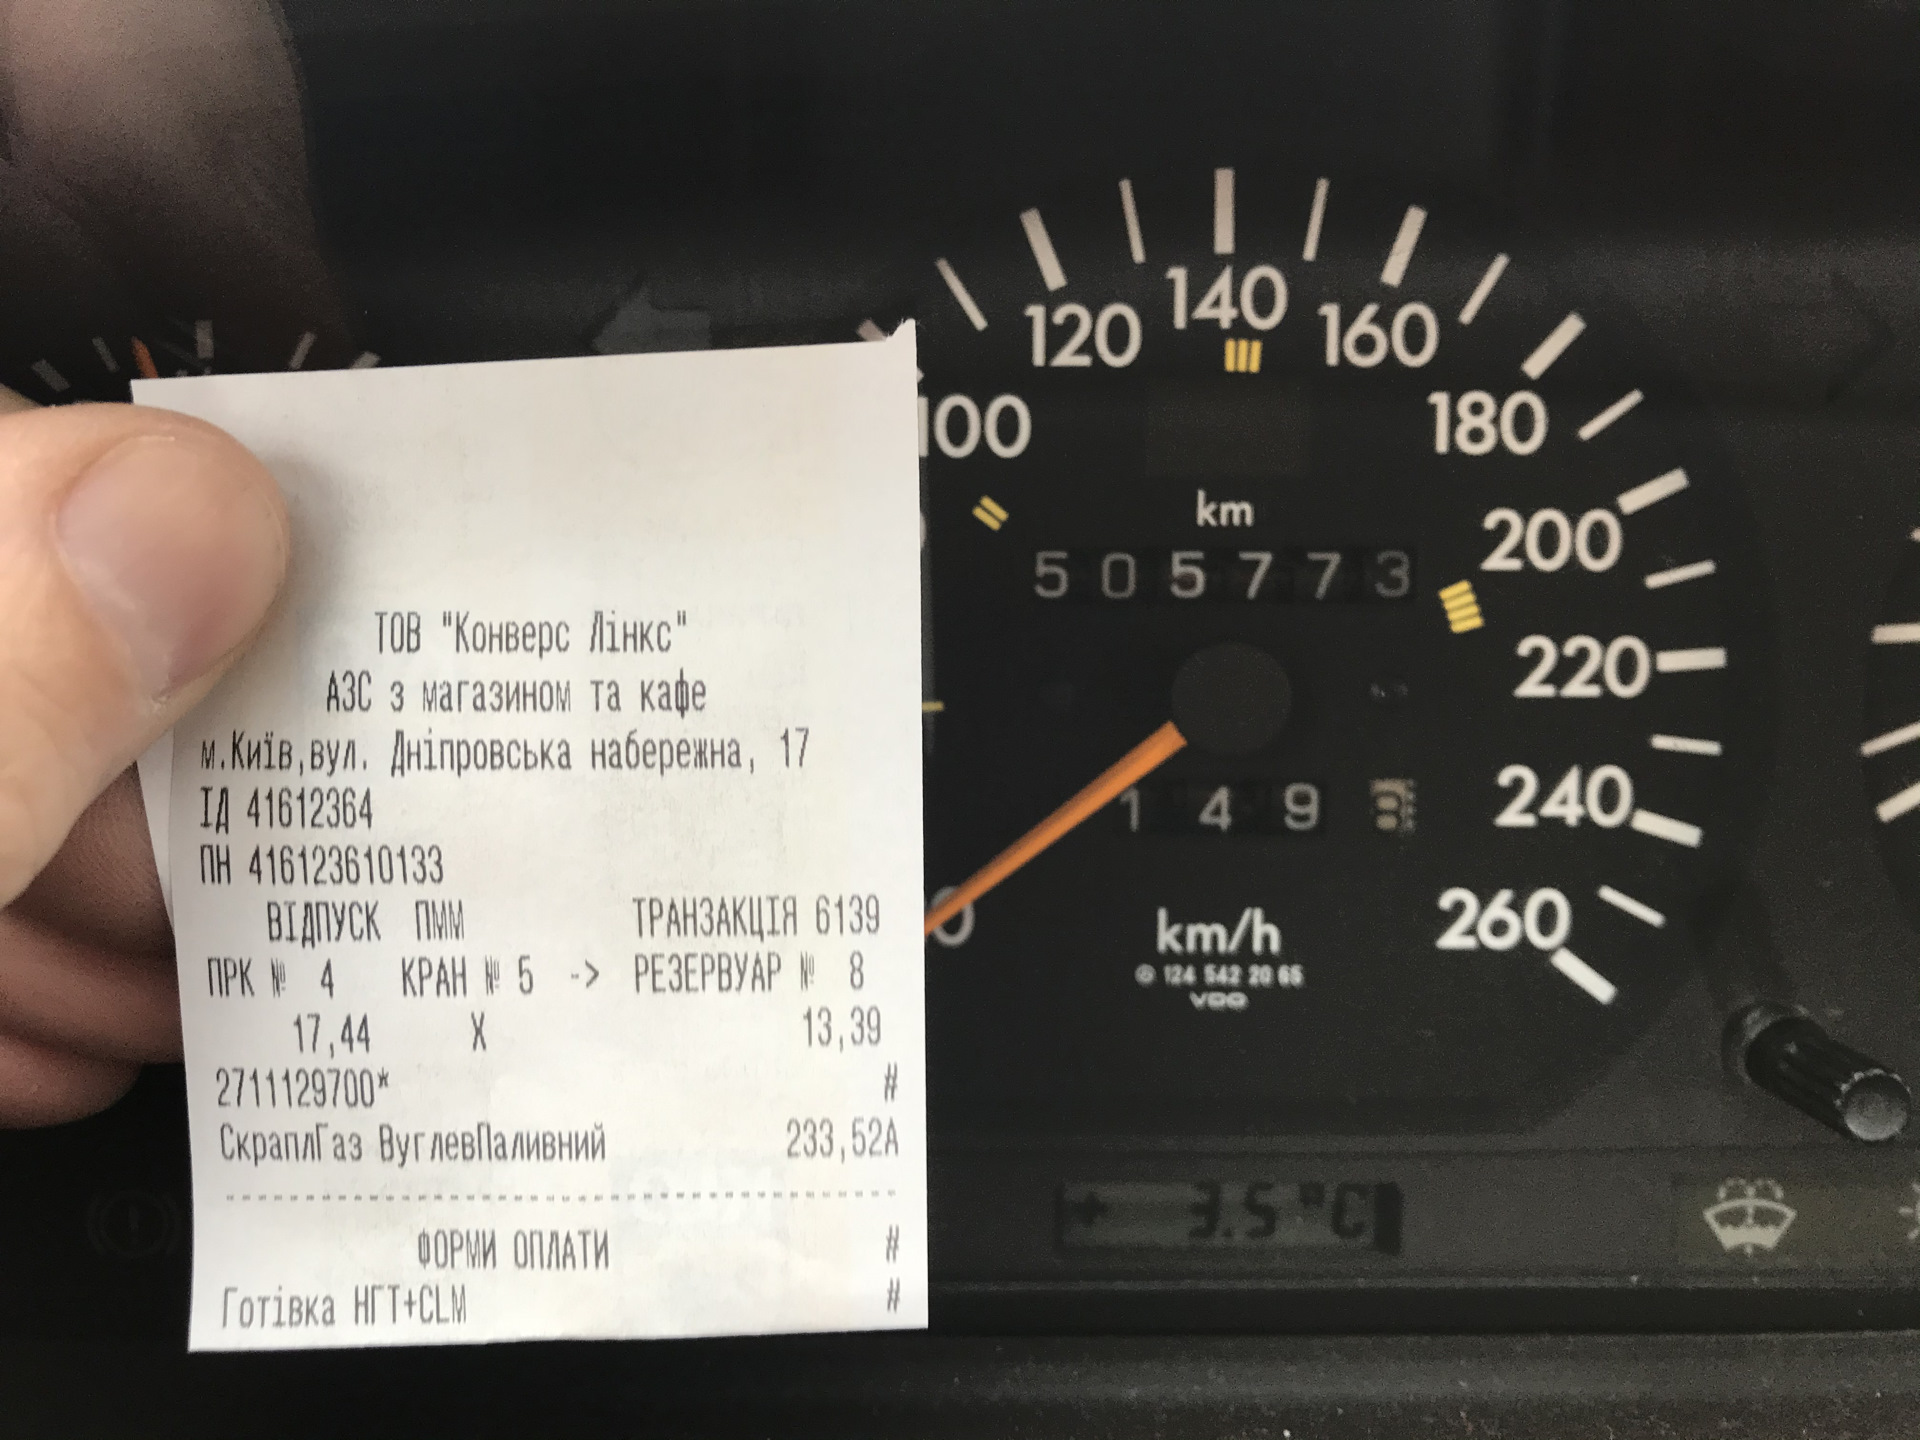 ТОВ "Конверс Лінкс"
АЗС з магазином та кафе
м.Київ,вул. Дніпровська набережна, 17
ІД 41612364
ПН 416123610133
ВІДПУСК ПММ ТРАНЗАКЦІЯ 6139
ПРК № 4 КРАН № 5 -> РЕЗЕРВУАР № 8
17,44 X 13,39
2711129700* #
СкраплГаз ВуглевПаливний 233,52А
ФОРМИ ОПЛАТИ #
Готівка НГТ+CLM #
100
120
140
160
180
200
220
240
260
km
505773
149
km/h
124 542 20 65
VDO
+ 3.5 °C